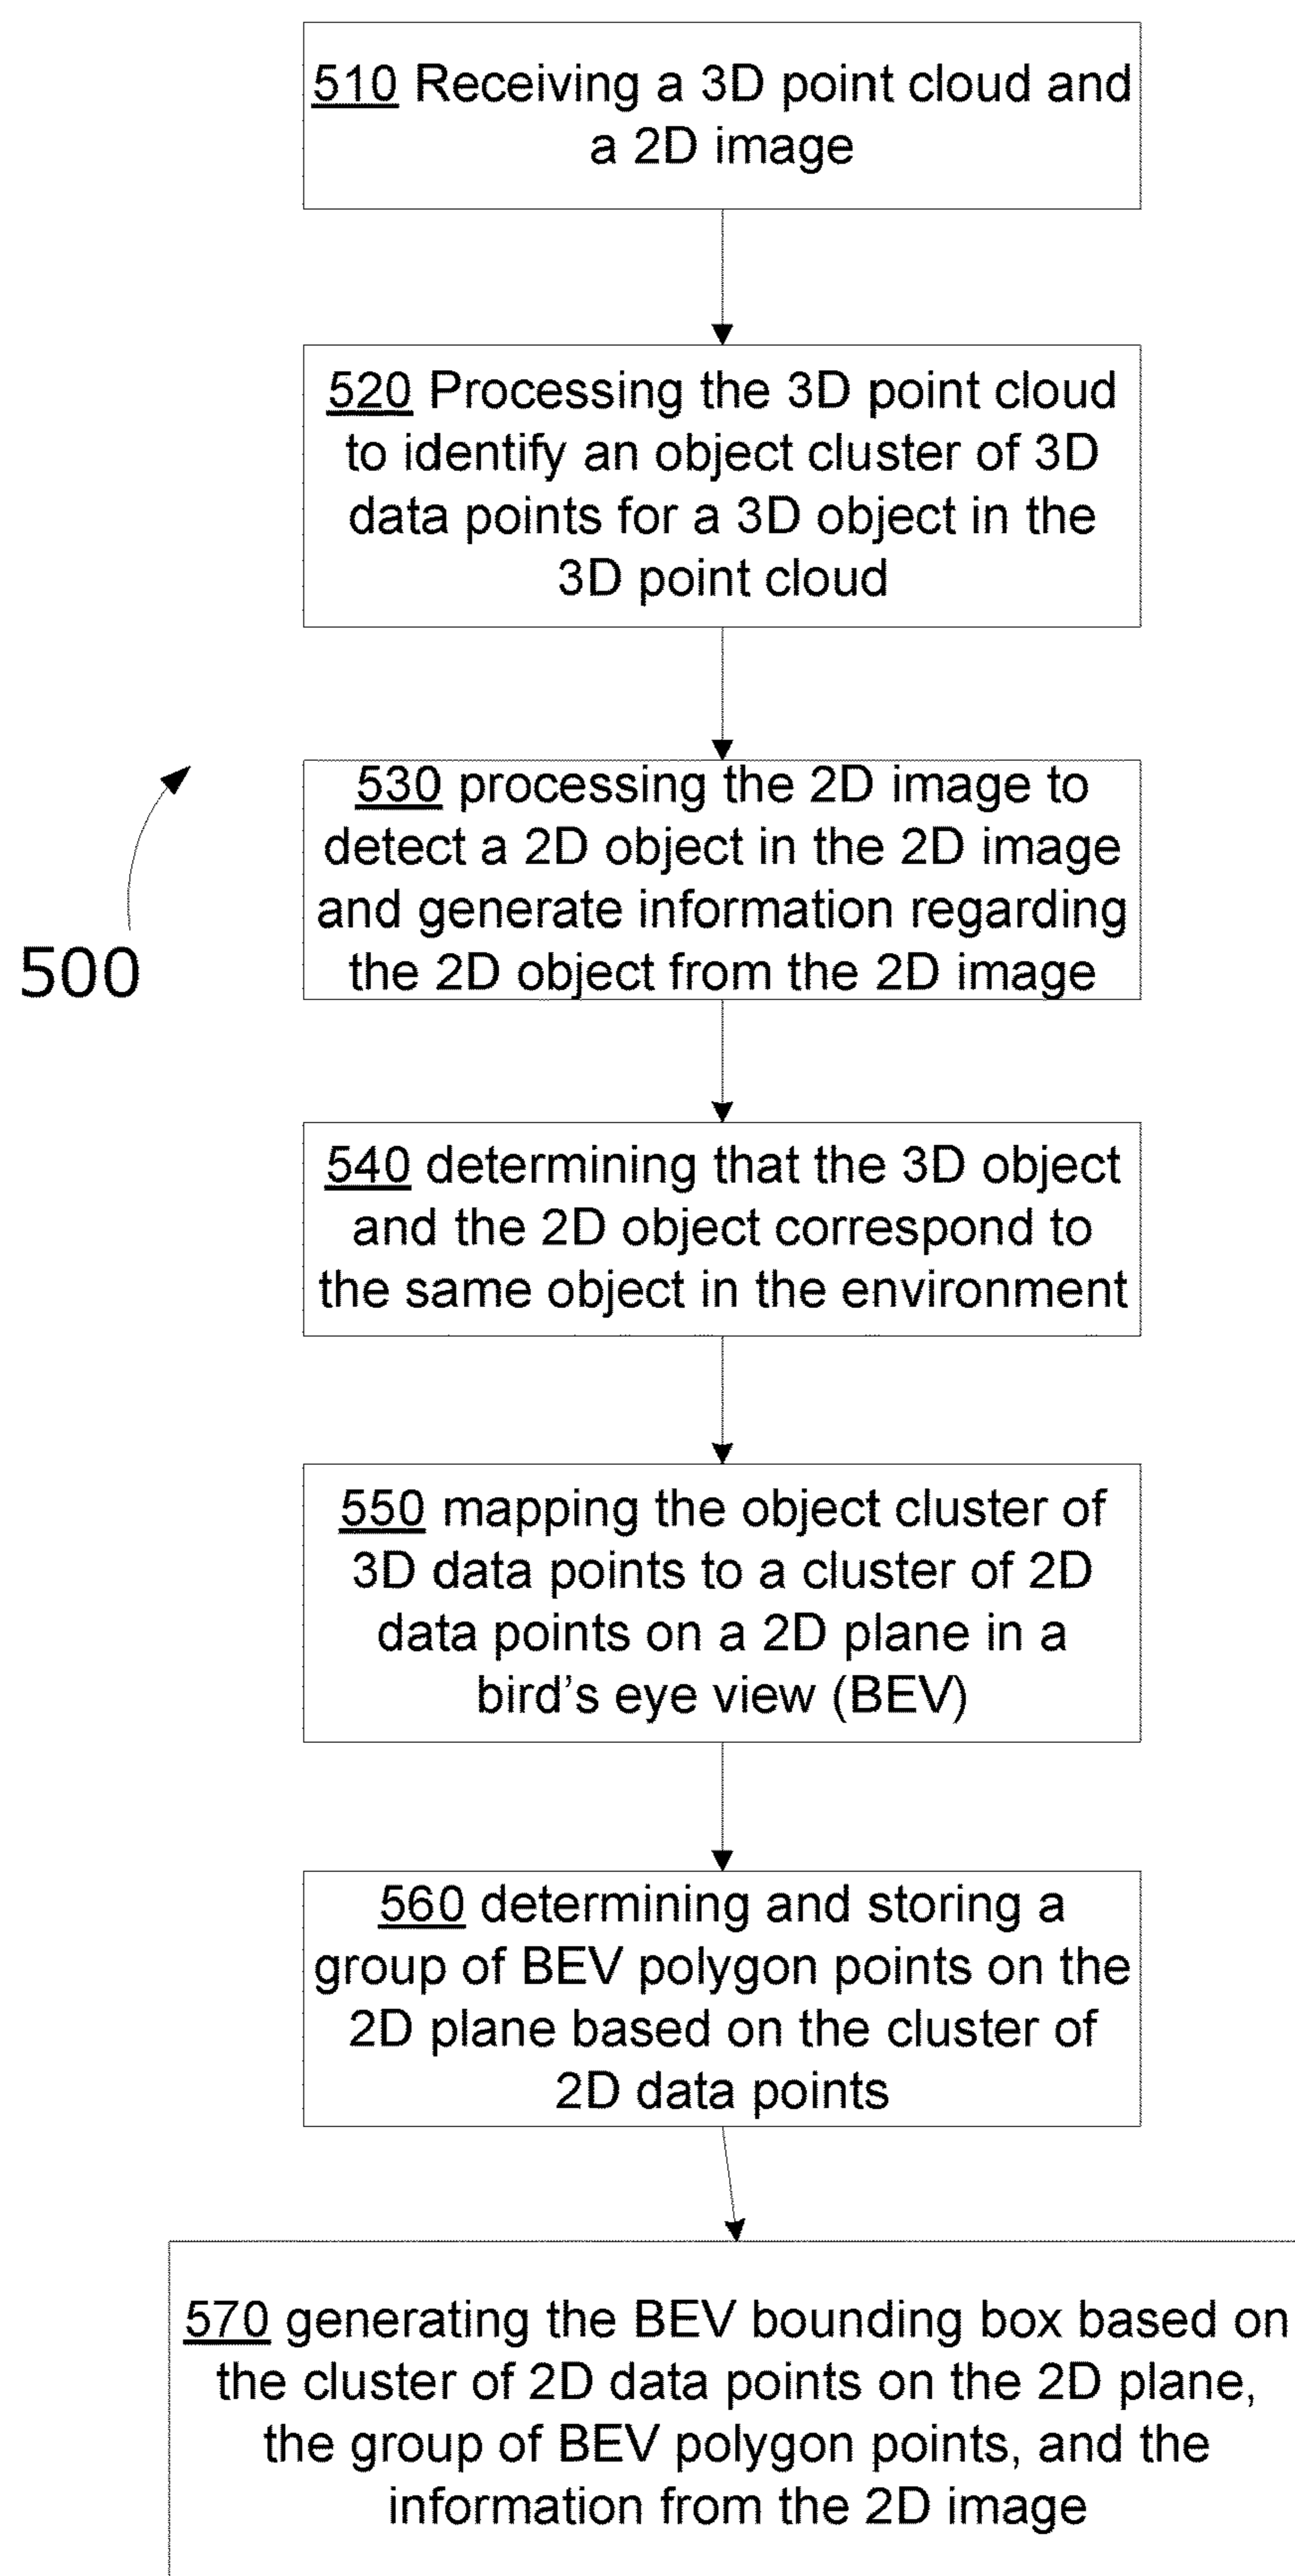 510 Receiving a 3D point cloud and
a 2D image
520 Processing the 3D point cloud
to identify an object cluster of 3D
data points for a 3D object in the
3D point cloud
530 processing the 2D image to
detect a 2D object in the 2D image
and generate information regarding
the 2D object from the 2D image
500
540 determining that the 3D object
and the 2D object correspond to
the same object in the environment
550 mapping the object cluster of
3D data points to a cluster of 2D
data points on a 2D plane in a
bird's eye view (BEV)
560 determining and storing a
group of BEV polygon points on the
2D plane based on the cluster of
2D data points
570 generating the BEV bounding box based on
the cluster of 2D data points on the 2D plane,
the group of BEV polygon points, and the
information from the 2D image